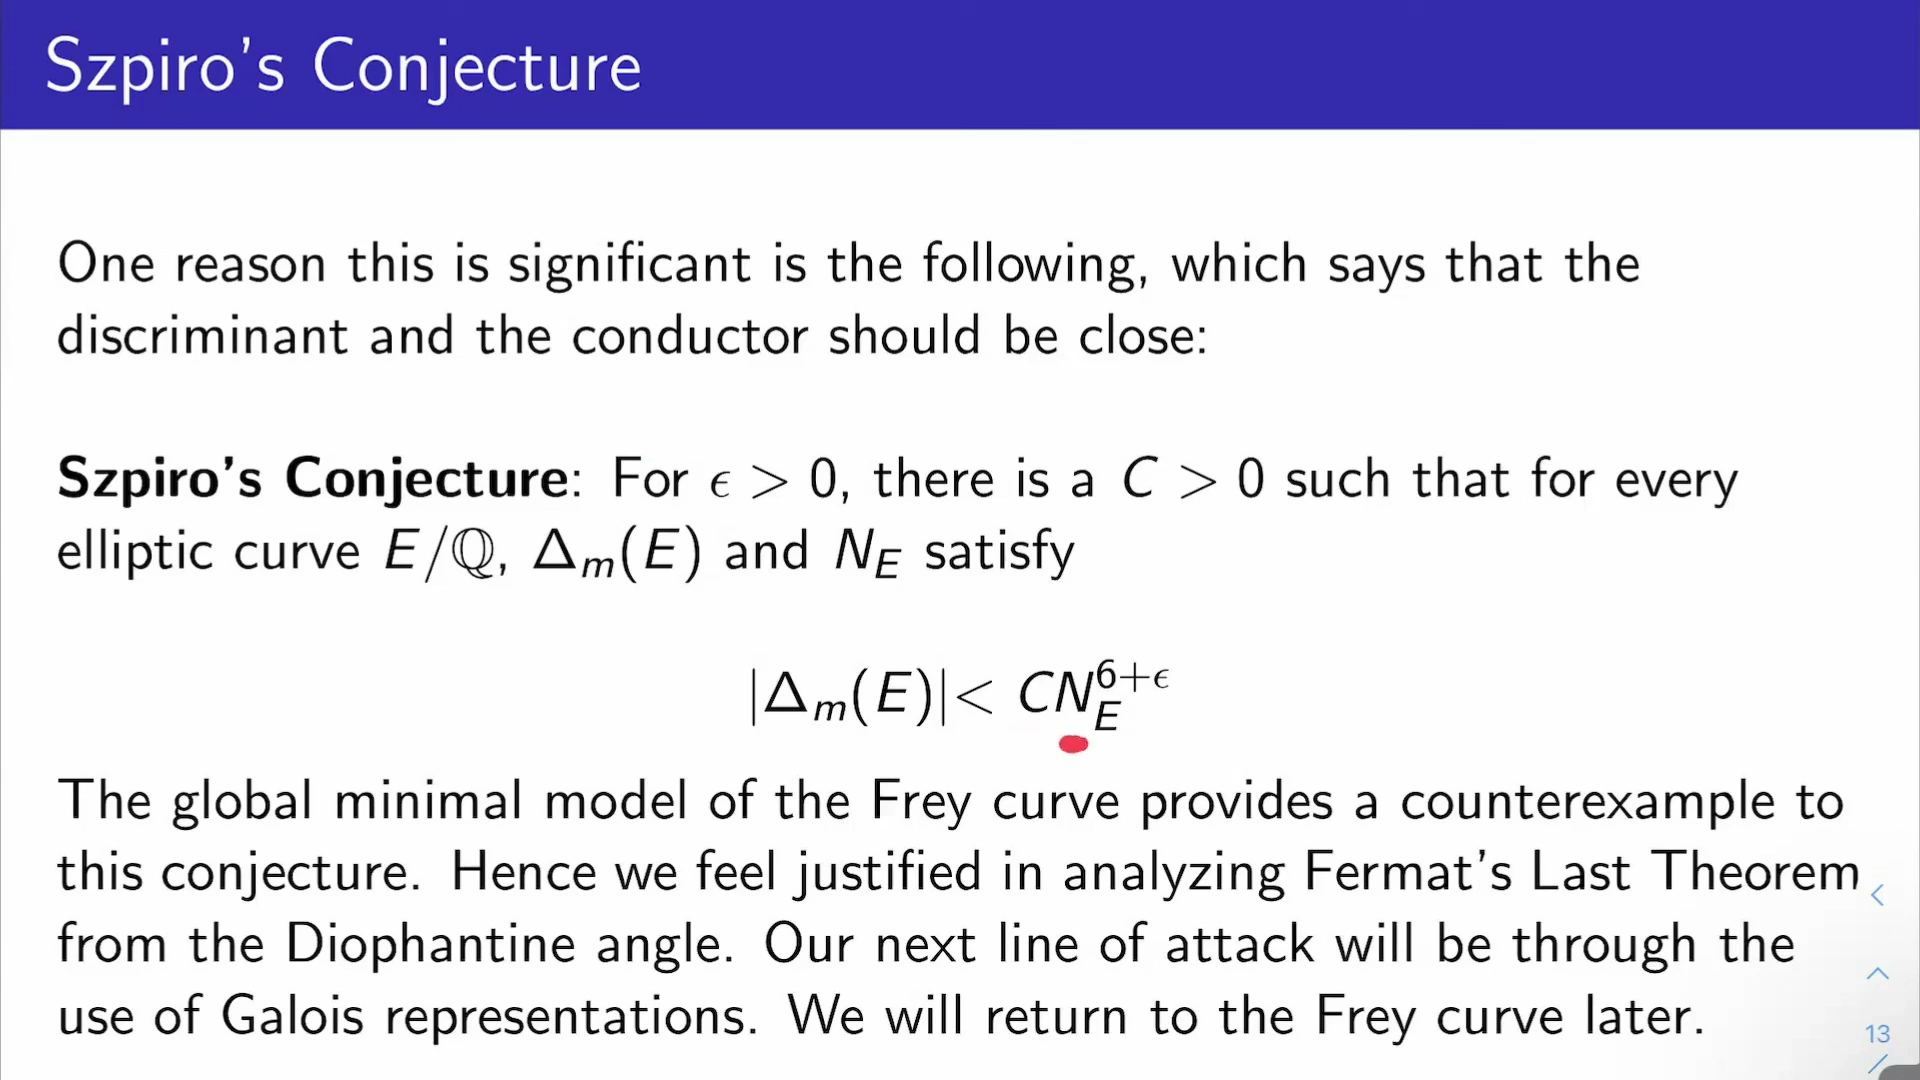 Szpiro's Conjecture
One reason this is significant is the following, which says that the
discriminant and the conductor should be close:
Szpiro's Conjecture: For ϵ > 0, there is a C > 0 such that for every
elliptic curve E/ℚ, Δ_m(E) and N_E satisfy
|Δ_m(E)| < CN_E^{6+ϵ}
The global minimal model of the Frey curve provides a counterexample to
this conjecture. Hence we feel justified in analyzing Fermat's Last Theorem
from the Diophantine angle. Our next line of attack will be through the
use of Galois representations. We will return to the Frey curve later.
13
/